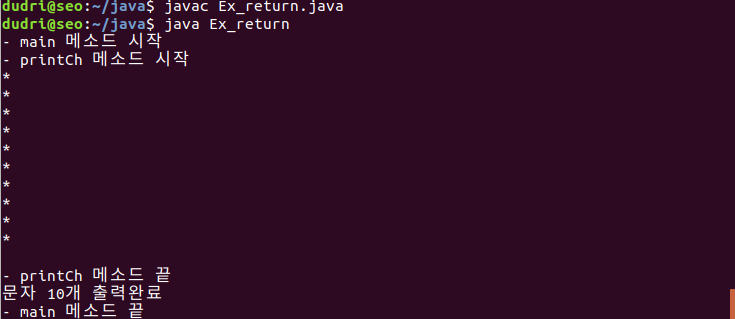 dudri@seo:~/java$ javac Ex_return.java
dudri@seo:~/java$ java Ex_return
- main 메소드 시작
- printCh 메소드 시작
*
*
*
*
*
*
*
*
*
*
- printCh 메소드 끝
문자 10개 출력완료
- main 메소드 끝